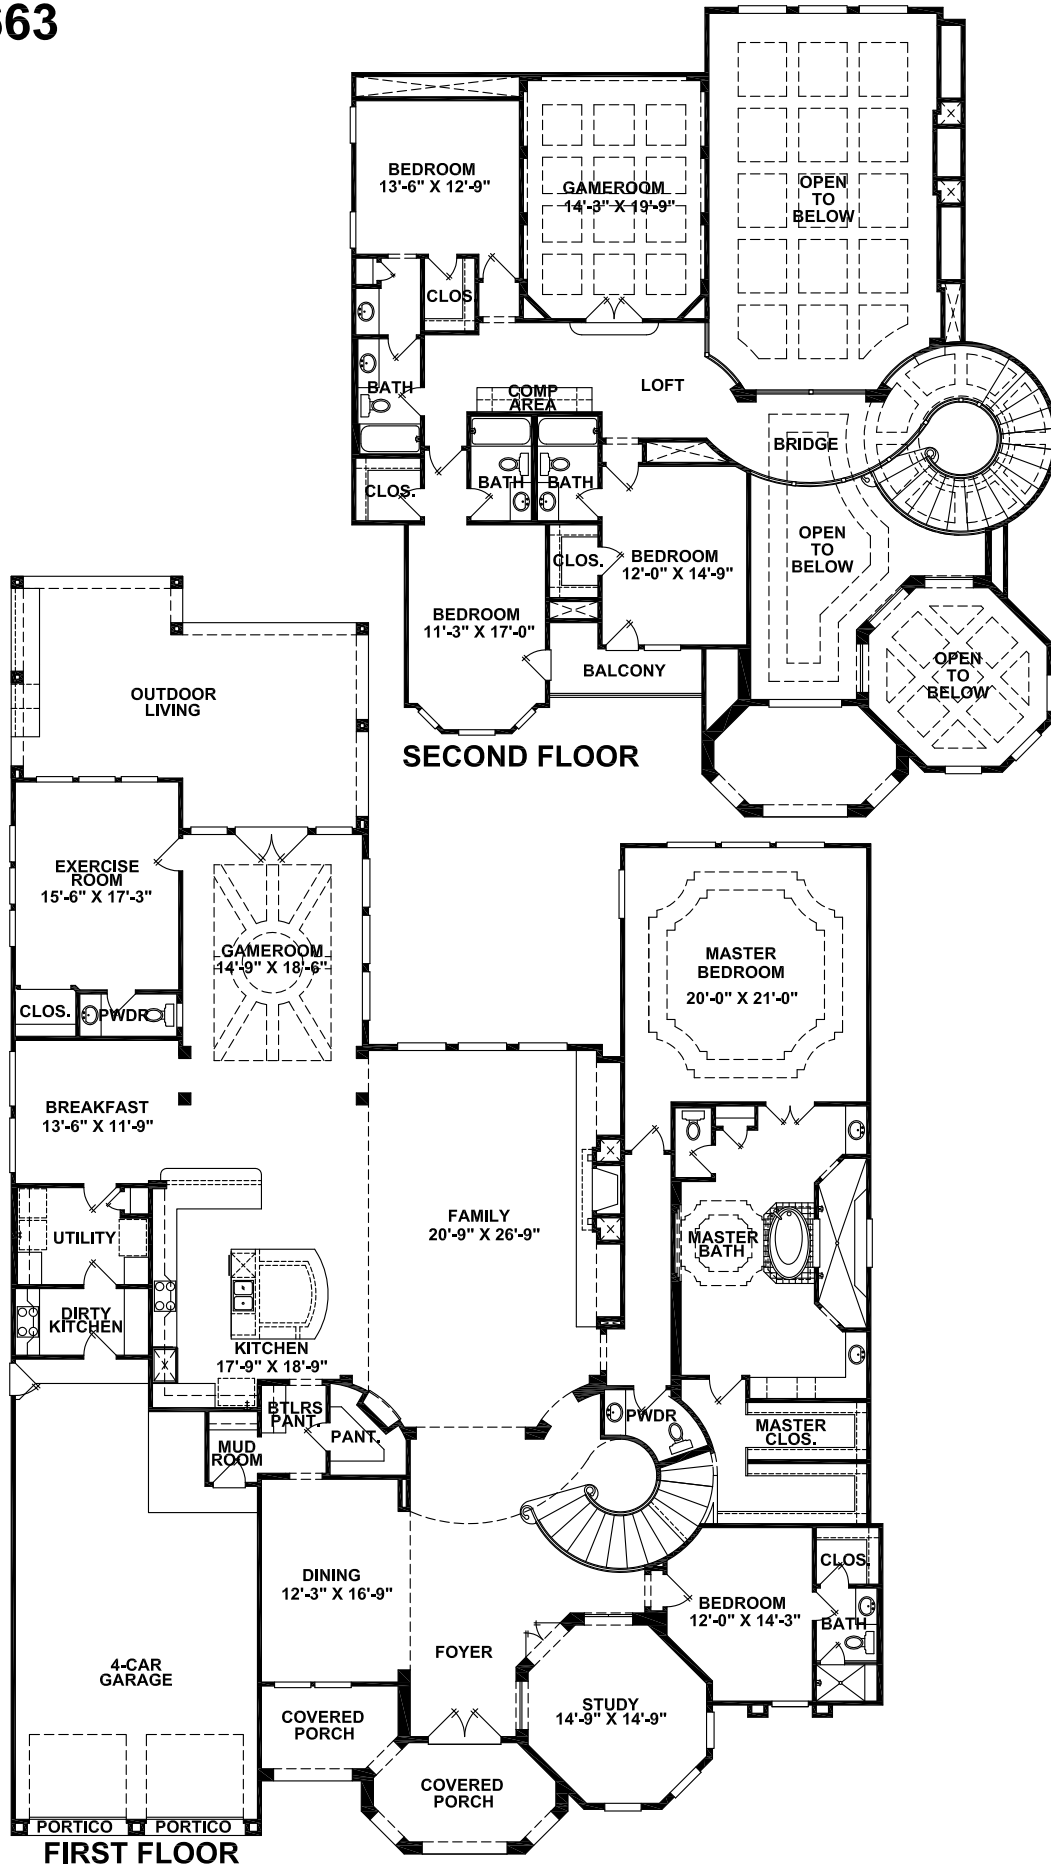 BEDROOM
13'-6" X 12'-9"
GAMEROOM
14'-3" X 19'-9"
OPEN
TO
BELOW
CLOS.
BATH
COMP
AREA
LOFT
BRIDGE
CLOS.
BATH
BATH
CLOS.
BEDROOM
12'-0" X 14'-9"
OPEN
TO
BELOW
BEDROOM
11'-3" X 17'-0"
BALCONY
OPEN
TO
BELOW
SECOND FLOOR
OUTDOOR
LIVING
EXERCISE
ROOM
15'-6" X 17'-3"
GAMEROOM
14'-9" X 18'-6"
CLOS.
PWDR
MASTER
BEDROOM
20'-0" X 21'-0"
BREAKFAST
13'-6" X 11'-9"
FAMILY
20'-9" X 26'-9"
UTILITY
MASTER
BATH
DIRTY
KITCHEN
KITCHEN
17'-9" X 18'-9"
BTLRS
PANT.
PANT.
MUD
ROOM
PWDR
MASTER
CLOS.
DINING
12'-3" X 16'-9"
CLOS.
BEDROOM
12'-0" X 14'-3"
BATH
FOYER
4-CAR
GARAGE
STUDY
14'-9" X 14'-9"
COVERED
PORCH
COVERED
PORCH
PORTICO
PORTICO
FIRST FLOOR